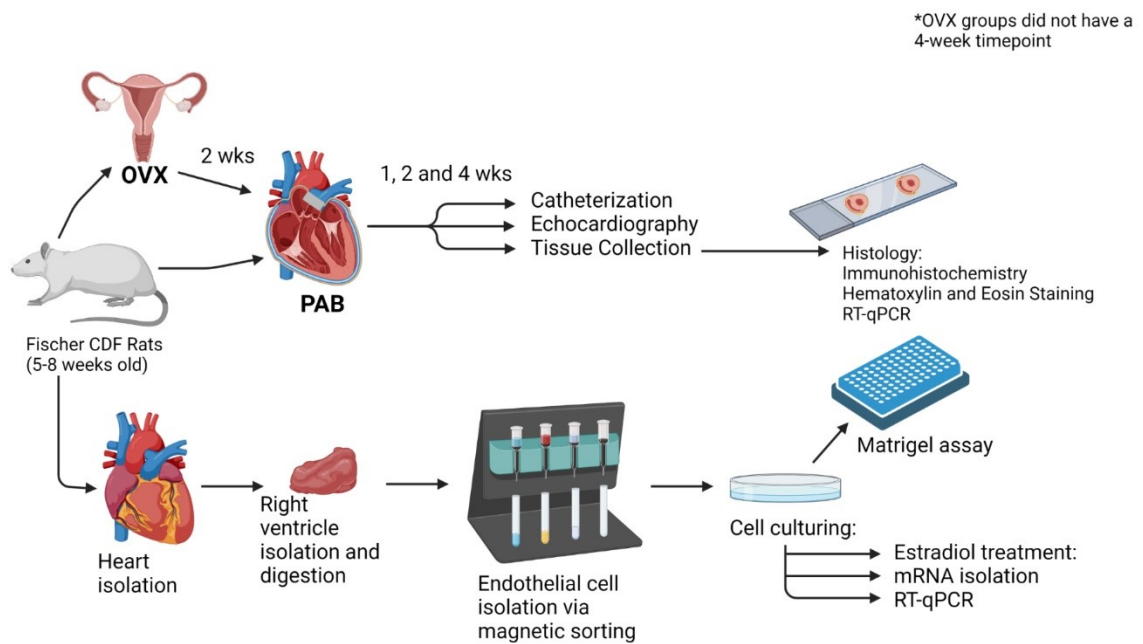 *OVX groups did not have a
4-week timepoint
OVX
2 wks
PAB
1, 2 and 4 wks
Catheterization
Echocardiography
Tissue Collection
Histology:
Immunohistochemistry
Hematoxylin and Eosin Staining
RT-qPCR
Fischer CDF Rats
(5-8 weeks old)
Heart
isolation
Right
ventricle
isolation and
digestion
Endothelial cell
isolation via
magnetic sorting
Cell culturing:
Matrigel assay
Estradiol treatment:
mRNA isolation
RT-qPCR